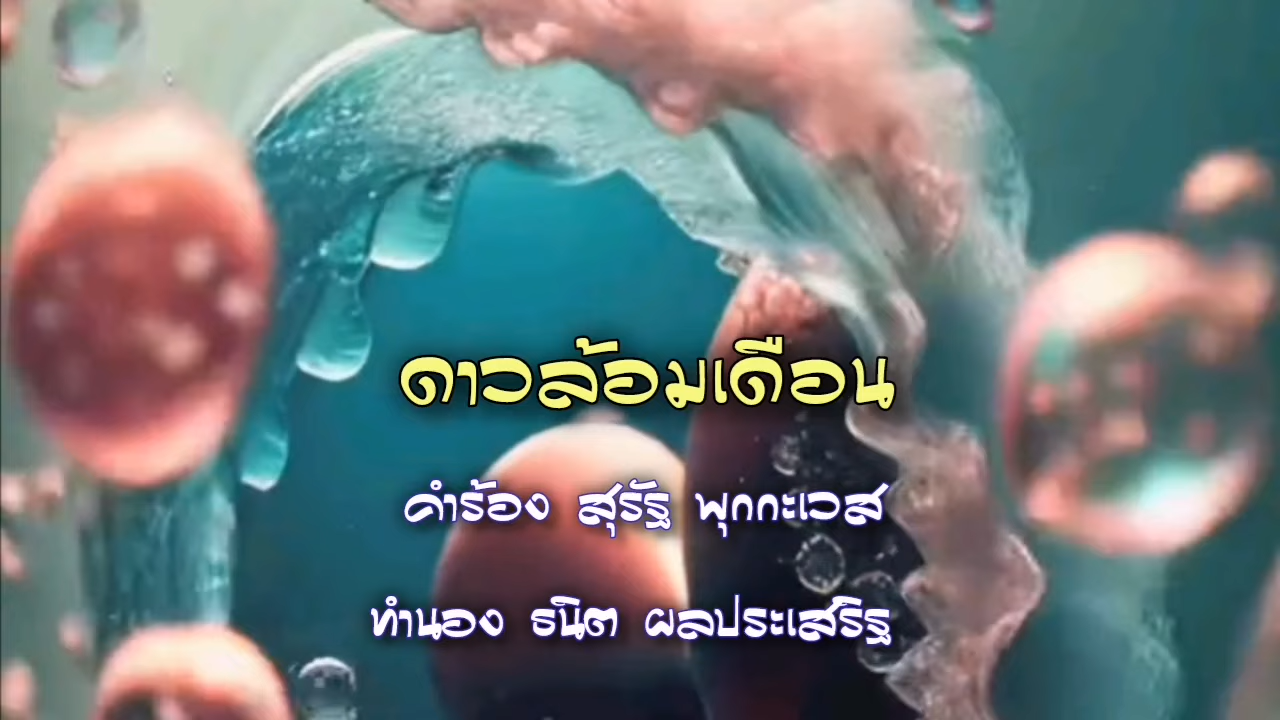 ดาวล้อมเดือน
คำร้อง สุรัฐ พุกกะเวส
ทำนอง ธนิต ผลประเสริฐ